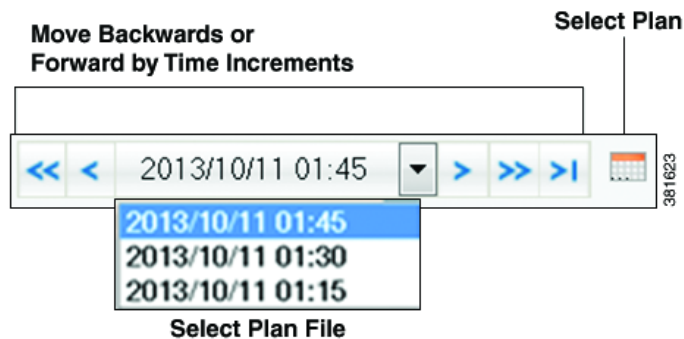 Select Plan
Move Backwards or
Forward by Time Increments
<< < 2013/10/11 01:45 > >> >|
381623
2013/10/11 01:45
2013/10/11 01:30
2013/10/11 01:15
Select Plan File